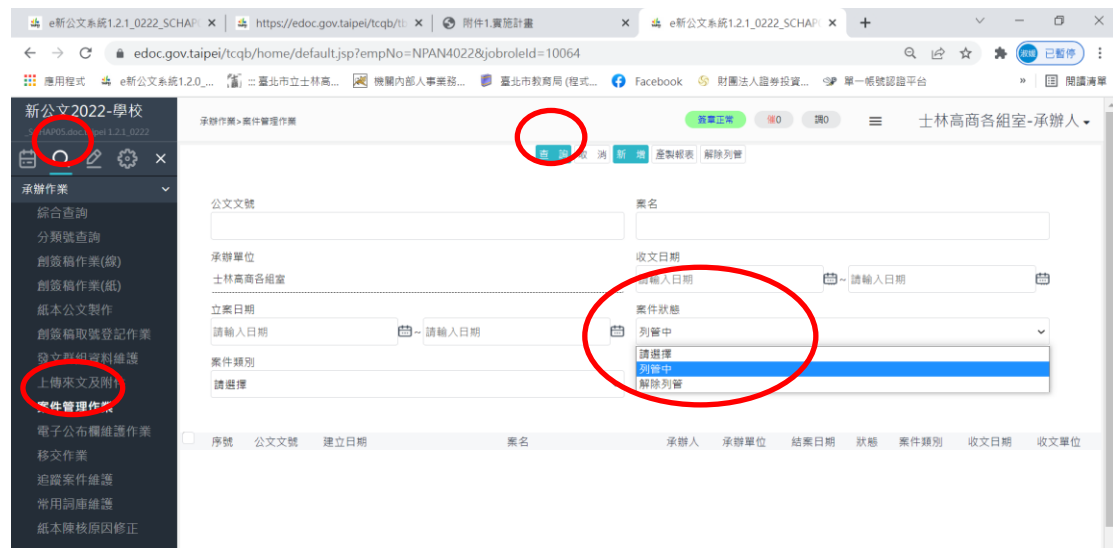 e新公文系統1.2.1_0222_SCHAP
https://edoc.gov.taipei/tcqb/tb
附件1.實施計畫
e新公文系統1.2.1_0222_SCHAP
edoc.gov.taipei/tcqb/home/default.jsp?empNo=NPAN4022&jobroleId=10064
已暫停
應用程式 e新公文系統1.2.0_... ::: 臺北市立士林高... 機關內部人事業務... 臺北市教育局 (程式... Facebook 財團法人證券投資... 單一帳號認證平台 » 閱讀清單
新公文2022-學校
承辦作業>案件管理作業
簽章正常 催0 調0 士林高商各組室-承辦人
查 詢 取 消 新 增 產製報表 解除列管
承辦作業
綜合查詢
分類號查詢
創簽稿作業(線)
創簽稿作業(紙)
紙本公文製作
創簽稿取號登記作業
發文群組資料維護
上傳來文及附件
案件管理作業
電子公布欄維護作業
移交作業
追蹤案件維護
常用詞庫維護
紙本陳核原因修正
公文文號 案名
承辦單位 收文日期
士林高商各組室 請輸入日期 ~ 請輸入日期
立案日期 案件狀態
請輸入日期 ~ 請輸入日期 列管中
請選擇
列管中
解除列管
案件類別
請選擇
序號 公文文號 建立日期 案名 承辦人 承辦單位 結案日期 狀態 案件類別 收文日期 收文單位